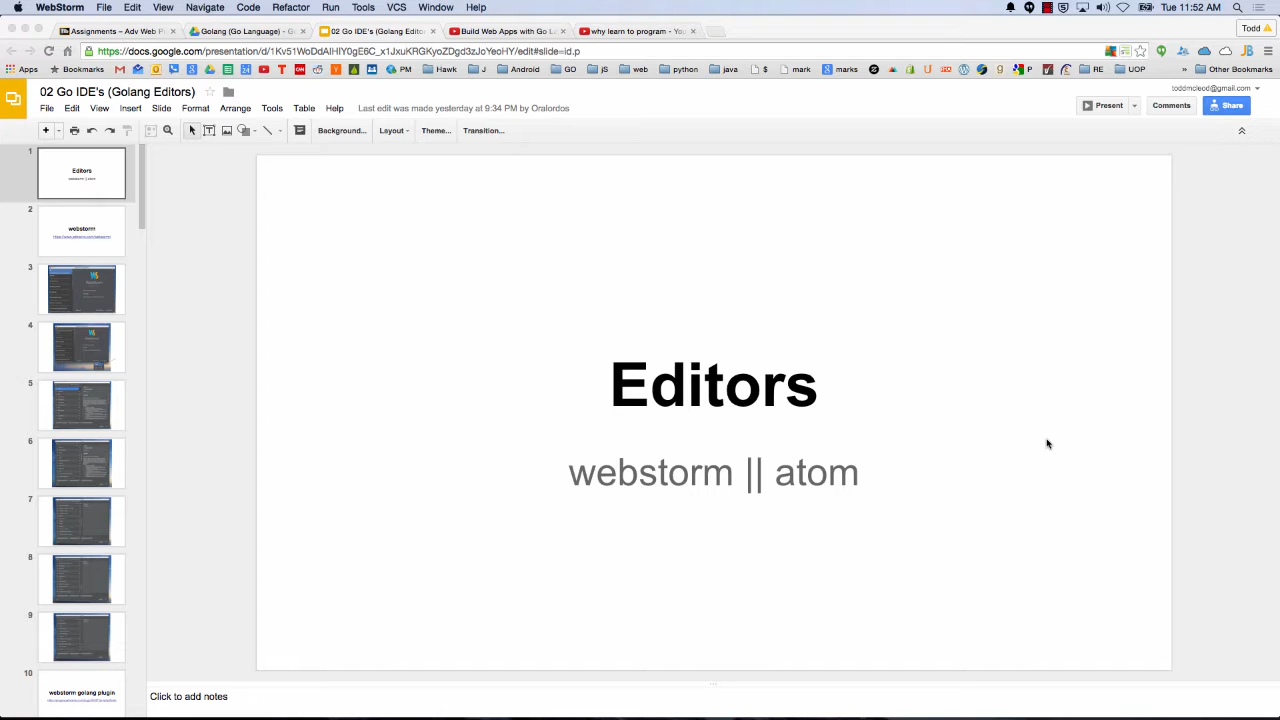 WebStorm File Edit View Navigate Code Refactor Run Tools VCS Window Help
Assignments – Adv Web P
Golang (Go Language) - G
02 Go IDE's (Golang Editors)
Build Web Apps with Go La
why learn to program - You
Todd
https://docs.google.com/presentation/d/1Kv51WoDdAIHIY0gE6C_x1JxuKRGKyoZDgd3zJoYeoHY/edit#slide=id.p
Apps Bookmarks PM Hawk J Android GO jS web python java mark marks RE UOP Other Bookmarks
02 Go IDE's (Golang Editors)
toddmcleod@gmail.com
File Edit View Insert Slide Format Arrange Tools Table Help Last edit was made yesterday at 9:34 PM by Oralordos
Present Comments Share
Background... Layout Theme... Transition...
1
Editors
webstorm | atom
2
webstorm
3
4
5
6
7
8
9
10
webstorm golang plugin
Editors
webstorm | atom
Click to add notes